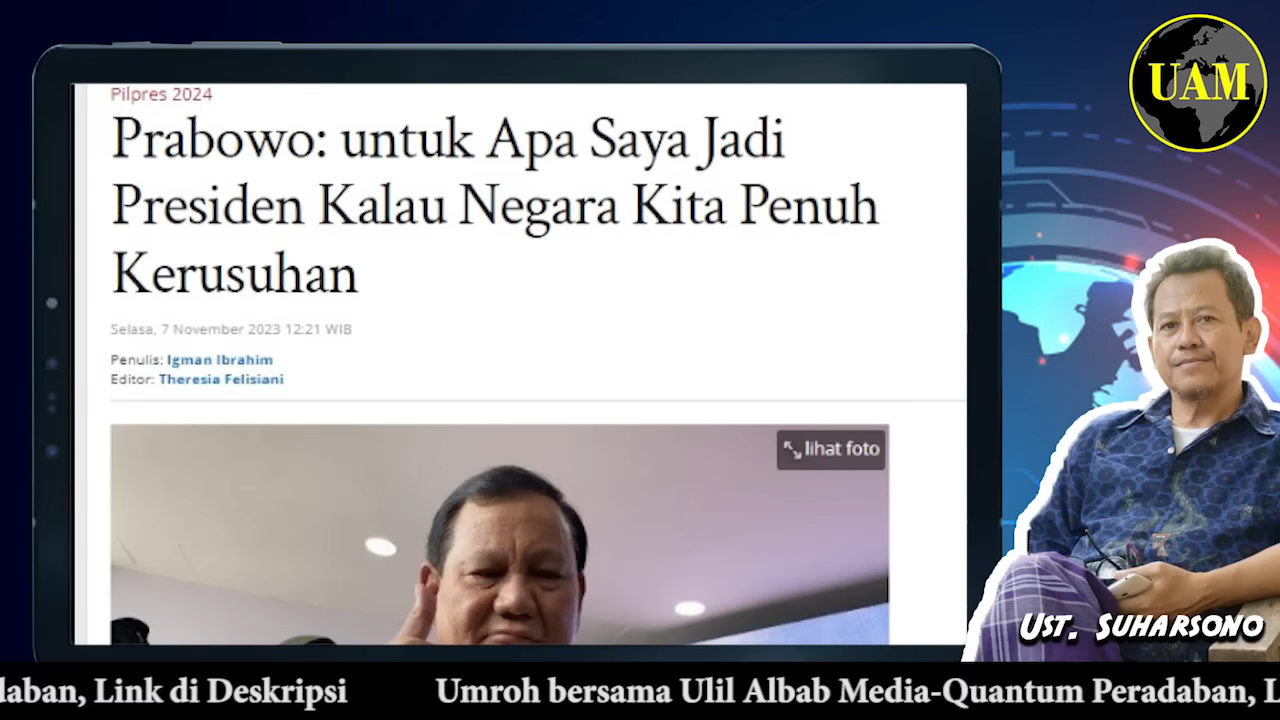 UAM
Pilpres 2024
Prabowo: untuk Apa Saya Jadi
Presiden Kalau Negara Kita Penuh
Kerusuhan
Selasa, 7 November 2023 12:21 WIB
Penulis: Igman Ibrahim
Editor: Theresia Felisiani
lihat foto
UST. SUHARSONO
daban, Link di Deskripsi Umroh bersama Ulil Albab Media-Quantum Peradaban, L